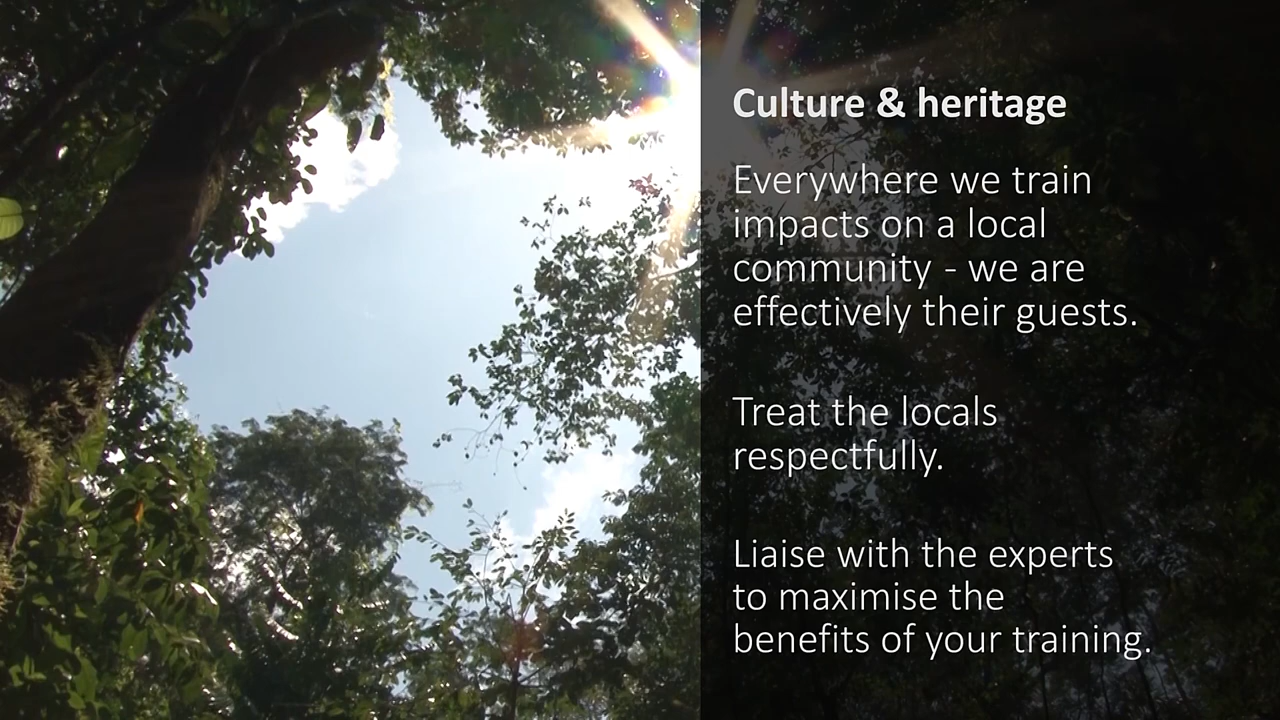 Culture & heritage
Everywhere we train
impacts on a local
community - we are
effectively their guests.
Treat the locals
respectfully.
Liaise with the experts
to maximise the
benefits of your training.